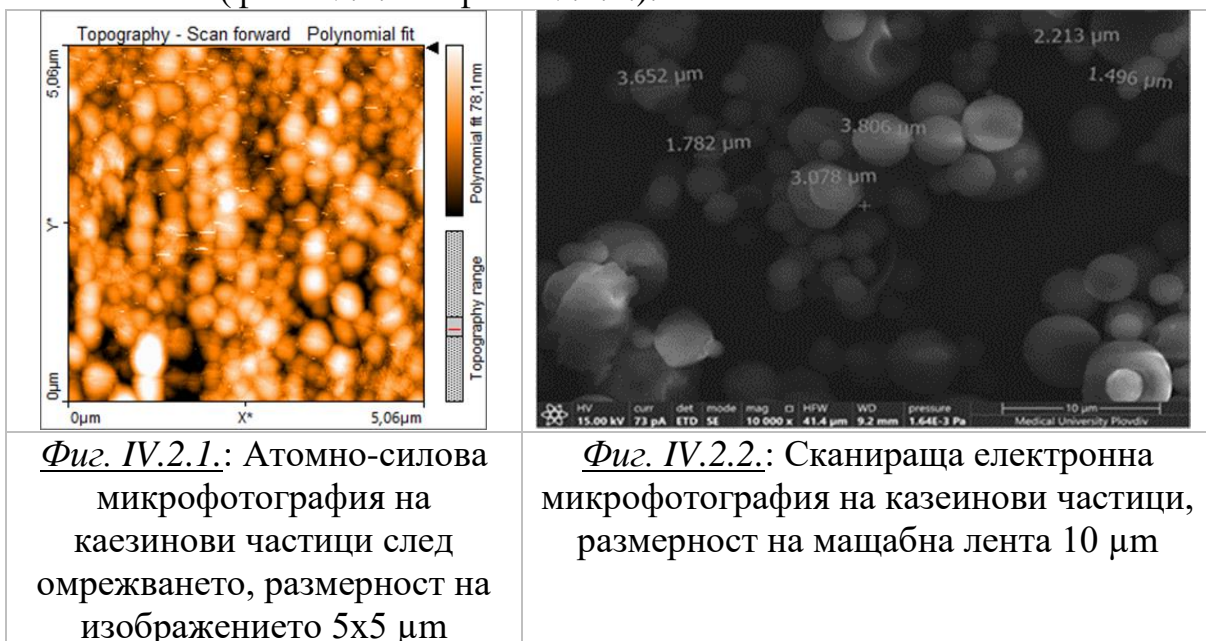 Topography - Scan forward Polynomial fit
5,06µm
Y*
0µm
0µm X* 5,06µm
Polynomial fit 78,1nm
Topography range
2.213 µm
3.652 µm
1.496 µm
3.806 µm
1.782 µm
3.078 µm
HV curr det mode mag HFW WD pressure 10 µm
15.00 kV 73 pA ETD SE 10 000 x 41.4 µm 9.2 mm 1.64E-3 Pa Medical University Plovdiv
Фиг. IV.2.1.: Атомно-силова
микрофотография на
каезинови частици след
омрежването, размерност на
изображението 5x5 µm
Фиг. IV.2.2.: Сканираща електронна
микрофотография на казеинови частици,
размерност на мащабна лента 10 µm